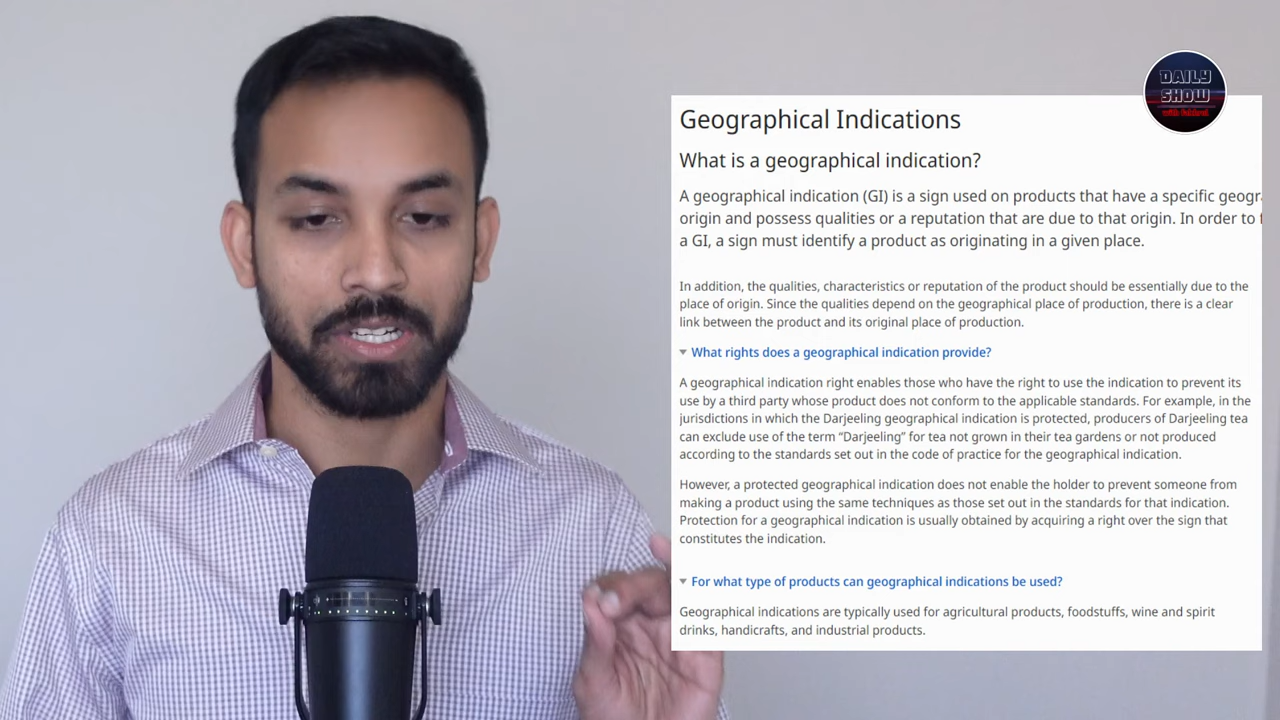 DAILY
SHOW
Geographical Indications
What is a geographical indication?
A geographical indication (GI) is a sign used on products that have a specific geogr
origin and possess qualities or a reputation that are due to that origin. In order to
a GI, a sign must identify a product as originating in a given place.
In addition, the qualities, characteristics or reputation of the product should be essentially due to the
place of origin. Since the qualities depend on the geographical place of production, there is a clear
link between the product and its original place of production.
What rights does a geographical indication provide?
A geographical indication right enables those who have the right to use the indication to prevent its
use by a third party whose product does not conform to the applicable standards. For example, in the
jurisdictions in which the Darjeeling geographical indication is protected, producers of Darjeeling tea
can exclude use of the term “Darjeeling” for tea not grown in their tea gardens or not produced
according to the standards set out in the code of practice for the geographical indication.
However, a protected geographical indication does not enable the holder to prevent someone from
making a product using the same techniques as those set out in the standards for that indication.
Protection for a geographical indication is usually obtained by acquiring a right over the sign that
constitutes the indication.
For what type of products can geographical indications be used?
Geographical indications are typically used for agricultural products, foodstuffs, wine and spirit
drinks, handicrafts, and industrial products.